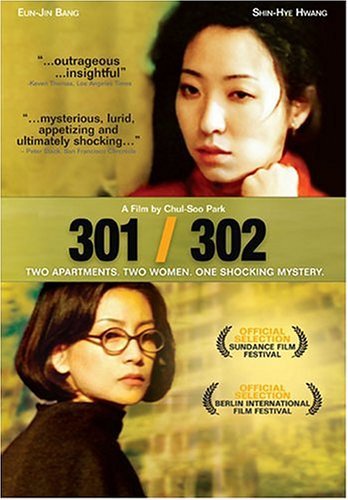 EUN-JIN BANG
SHIN-HYE HWANG
"...outrageous
...insightful"
-Keven Thomas, Los Angeles Times
"...mysterious, lurid,
appetizing and
ultimately shocking..."
- Peter Stack, San Francisco Chronicle
A Film by Chul-Soo Park
301 / 302
TWO APARTMENTS. TWO WOMEN. ONE SHOCKING MYSTERY.
OFFICIAL
SELECTION
SUNDANCE FILM
FESTIVAL
OFFICIAL
SELECTION
BERLIN INTERNATIONAL
FILM FESTIVAL